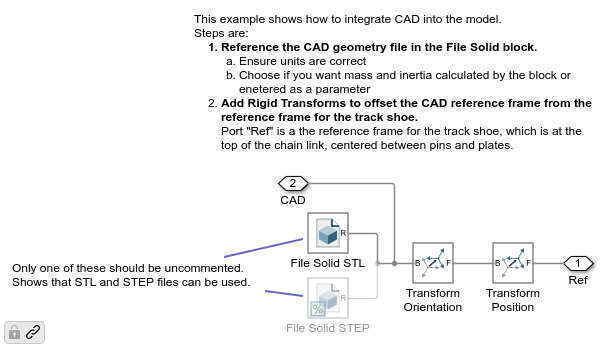 This example shows how to integrate CAD into the model.
Steps are:
1. Reference the CAD geometry file in the File Solid block.
a. Ensure units are correct
b. Choose if you want mass and inertia calculated by the block or
enetered as a parameter
2. Add Rigid Transforms to offset the CAD reference frame from the
reference frame for the track shoe.
Port "Ref" is a the reference frame for the track shoe, which is at the
top of the chain link, centered between pins and plates.
2
CAD
R
File Solid STL
Only one of these should be uncommented.
Shows that STL and STEP files can be used.
R
%
File Solid STEP
B F
Transform
Orientation
B F
Transform
Position
1
Ref